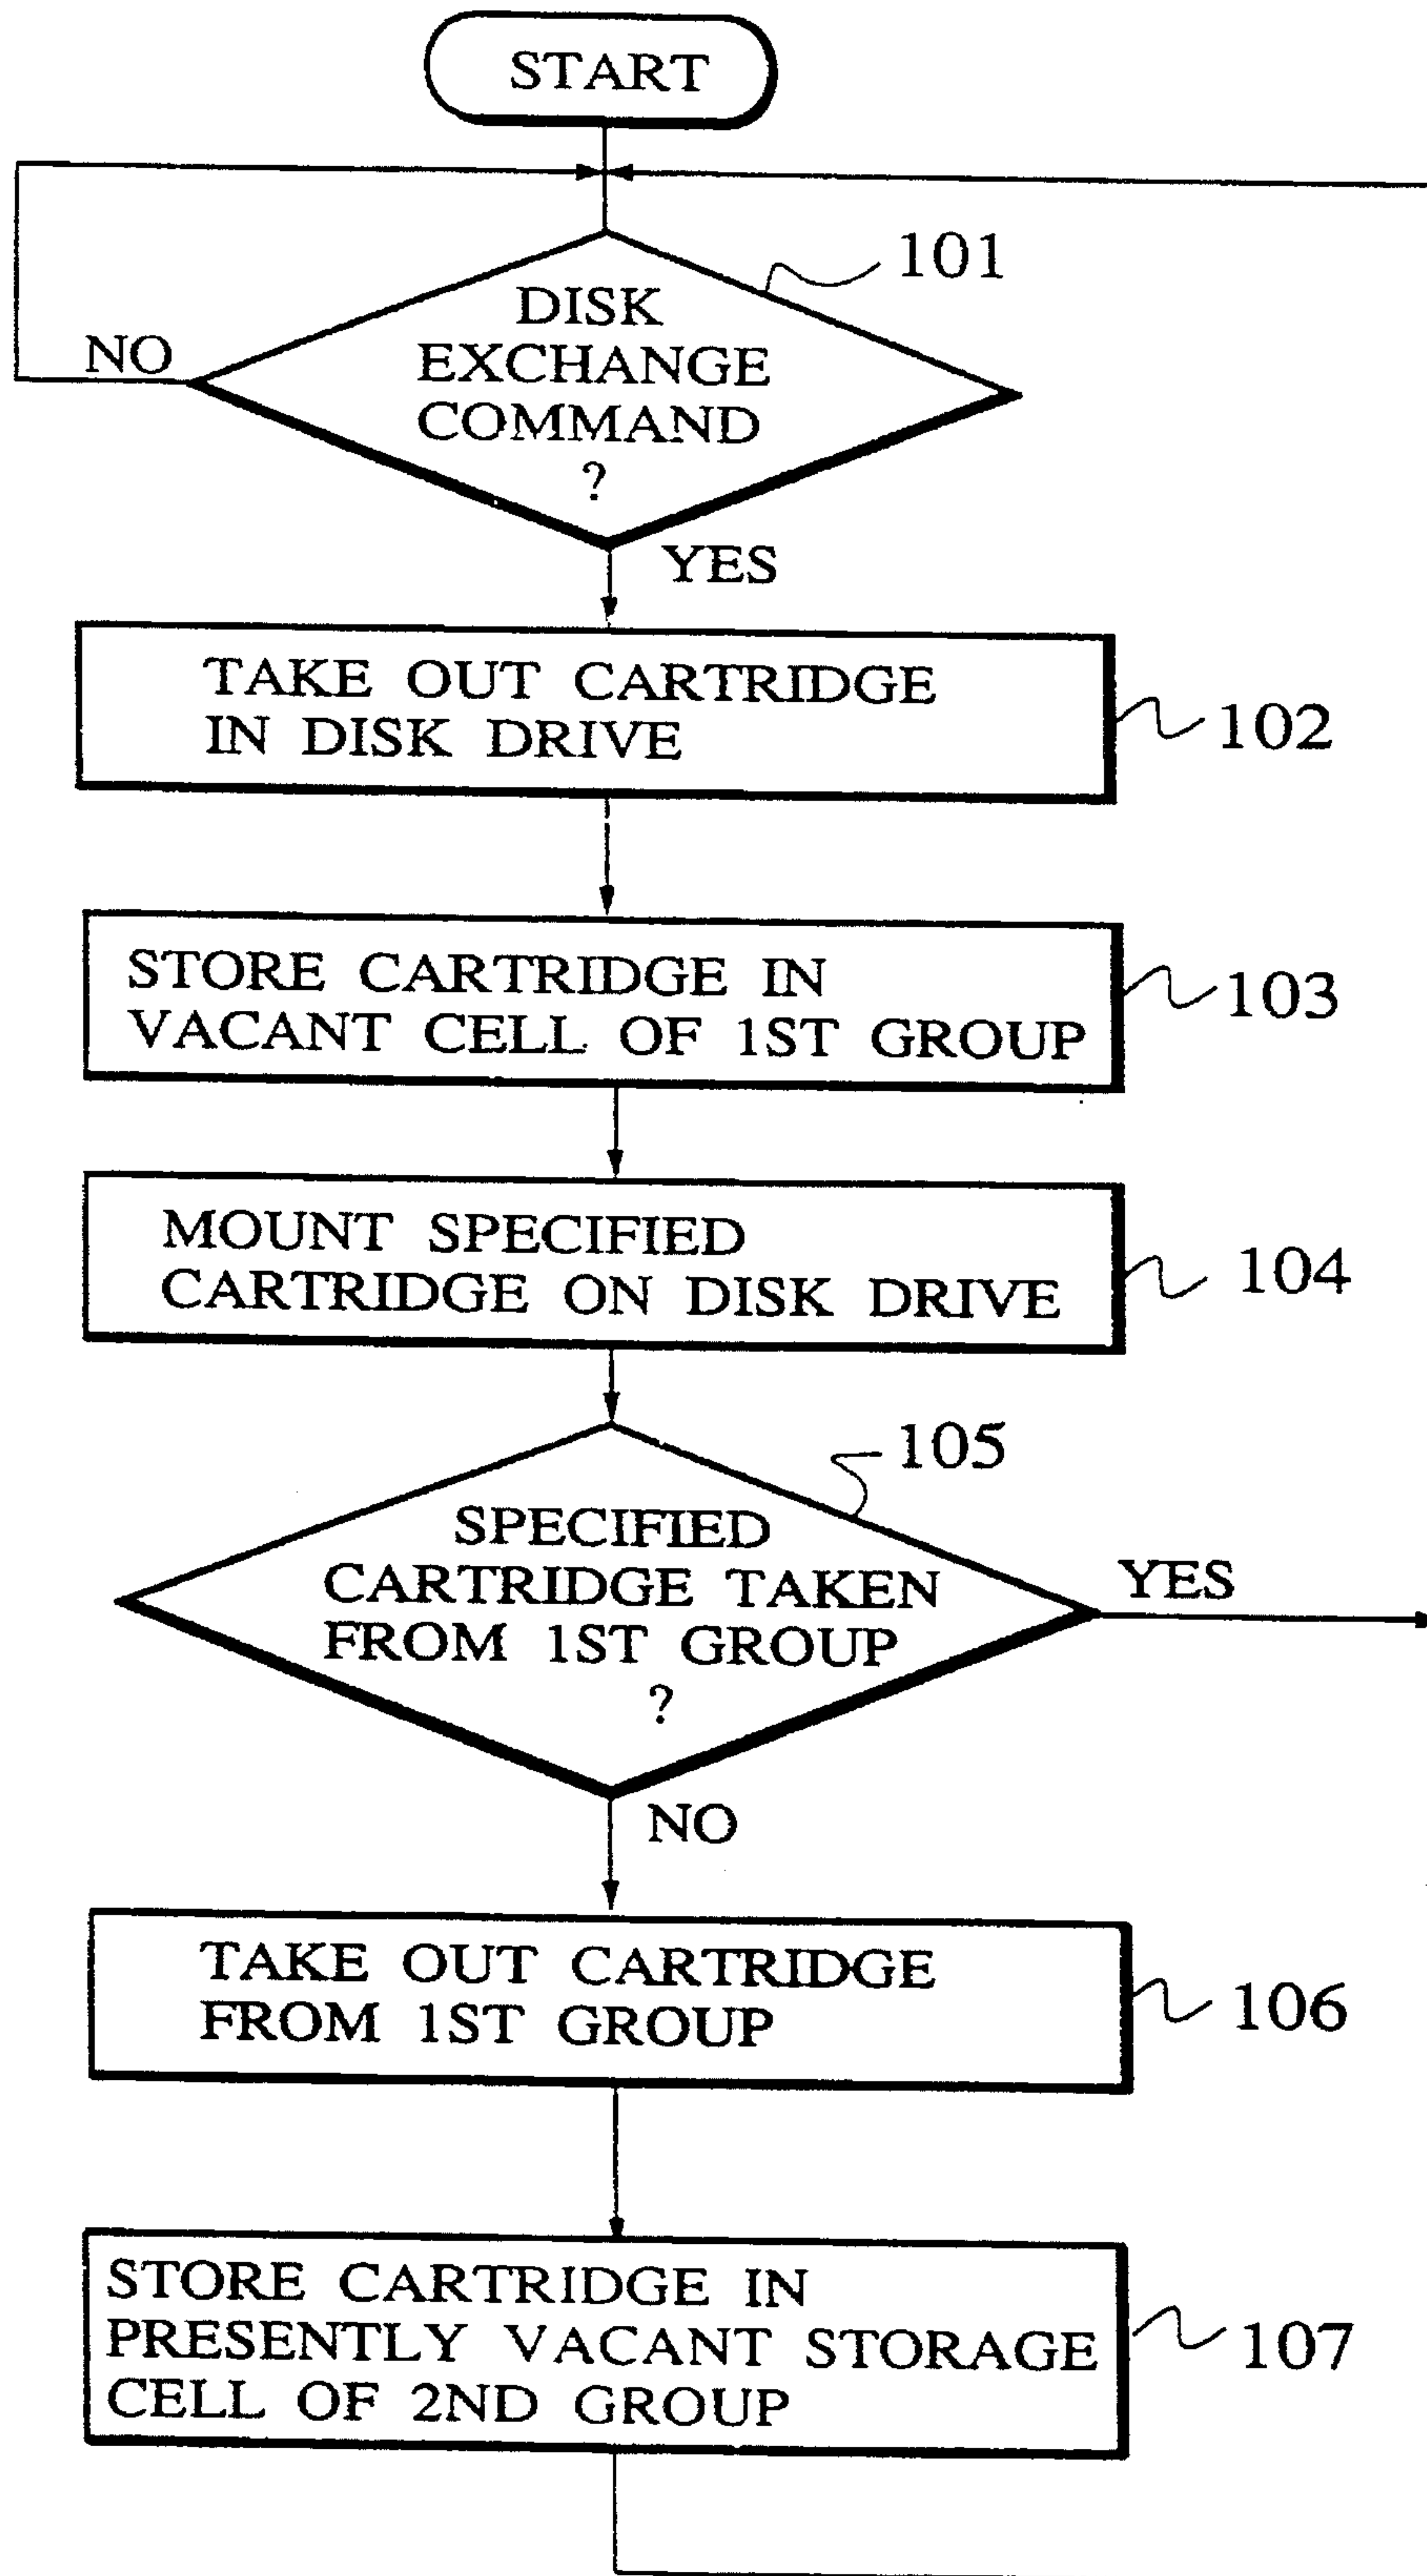 START
101
DISK
EXCHANGE
COMMAND
?
NO
YES
TAKE OUT CARTRIDGE
IN DISK DRIVE
102
STORE CARTRIDGE IN
VACANT CELL OF 1ST GROUP
103
MOUNT SPECIFIED
CARTRIDGE ON DISK DRIVE
104
105
SPECIFIED
CARTRIDGE TAKEN
FROM 1ST GROUP
?
YES
NO
TAKE OUT CARTRIDGE
FROM 1ST GROUP
106
STORE CARTRIDGE IN
PRESENTLY VACANT STORAGE
CELL OF 2ND GROUP
107